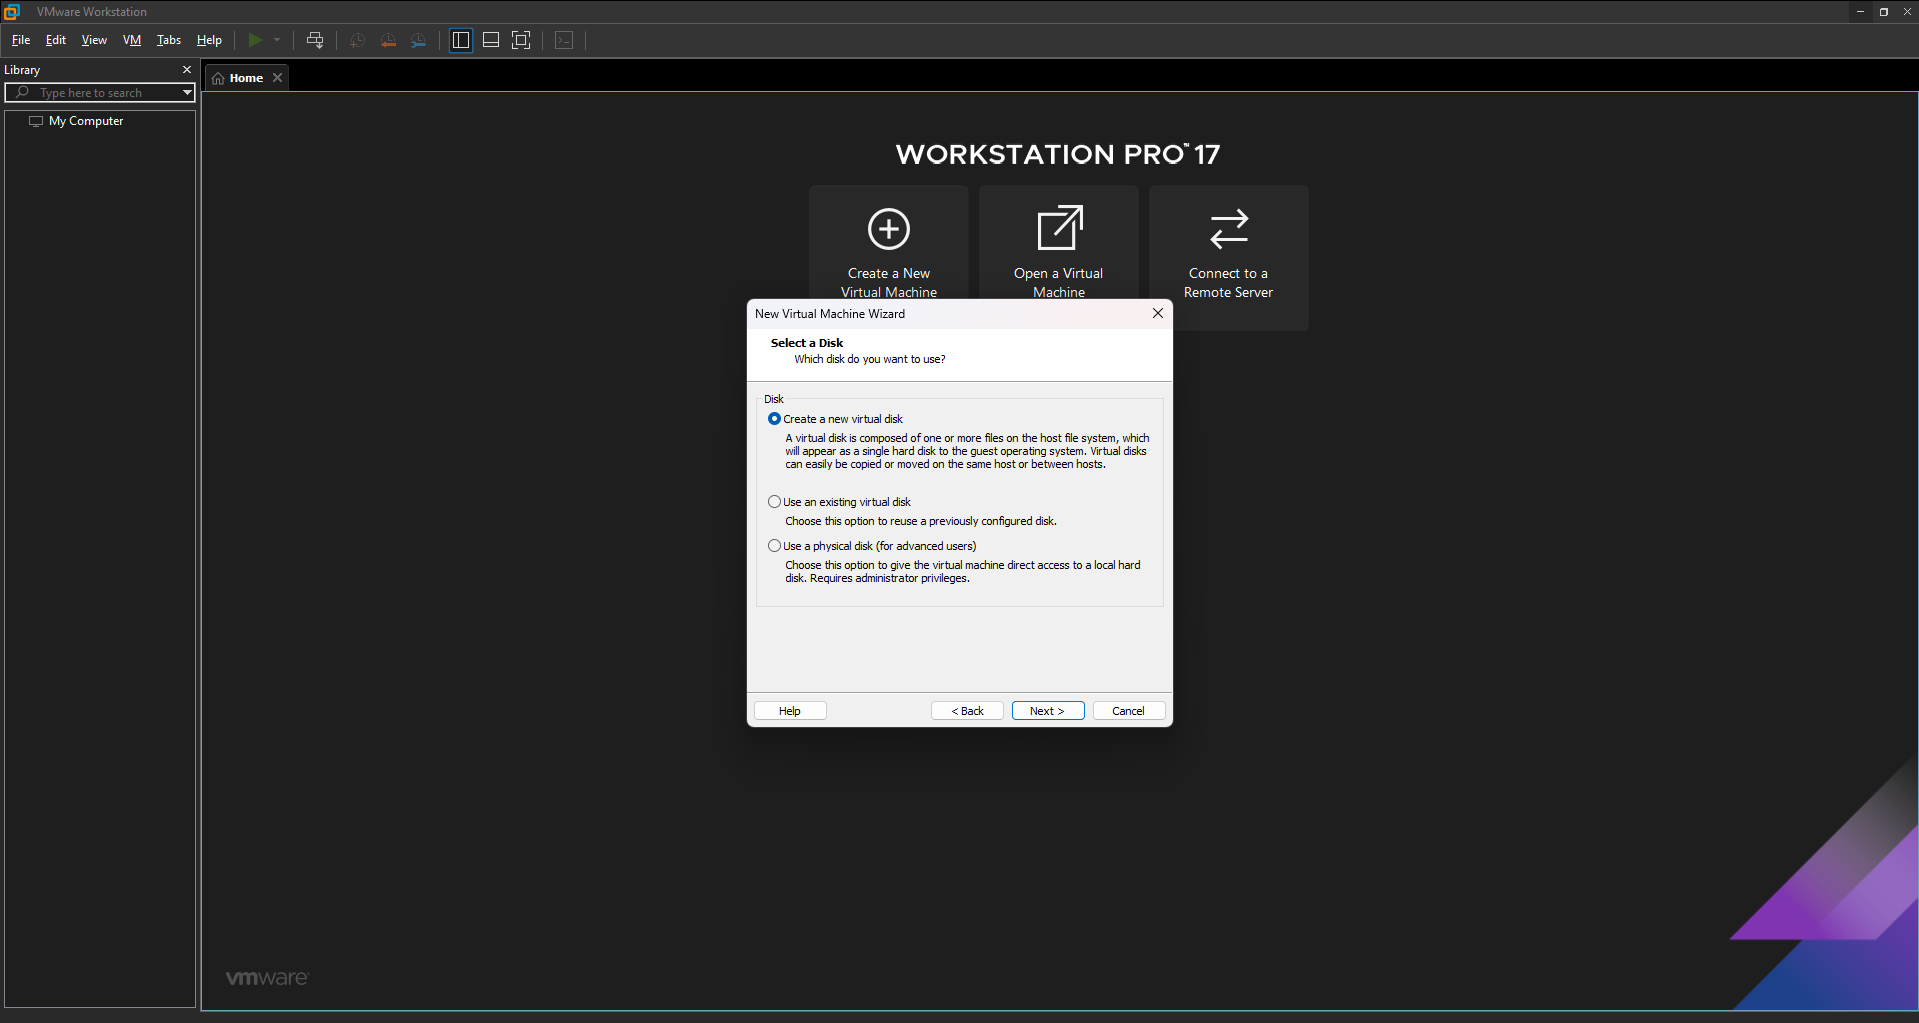 VMware Workstation
File Edit View VM Tabs Help
Library
Type here to search
My Computer
Home
WORKSTATION PRO™ 17
Create a New
Virtual Machine
Open a Virtual
Machine
Connect to a
Remote Server
New Virtual Machine Wizard
Select a Disk
Which disk do you want to use?
Disk
Create a new virtual disk
A virtual disk is composed of one or more files on the host file system, which
will appear as a single hard disk to the guest operating system. Virtual disks
can easily be copied or moved on the same host or between hosts.
Use an existing virtual disk
Choose this option to reuse a previously configured disk.
Use a physical disk (for advanced users)
Choose this option to give the virtual machine direct access to a local hard
disk. Requires administrator privileges.
Help < Back Next > Cancel
vmware